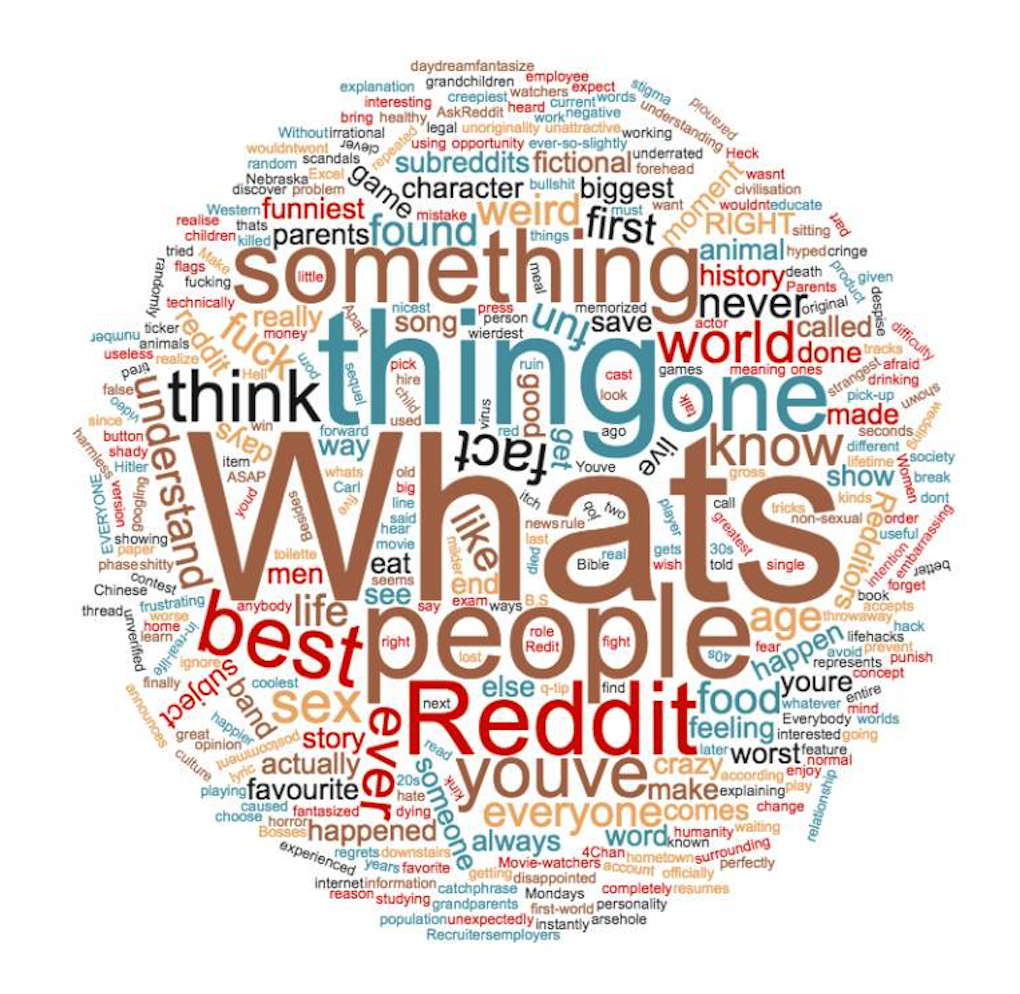 daydreamfantasize
explanation grandchildren employee
watchers expect
interesting creepiest current words stigma
bring healthy AskReddit heard work negative understanding paranoid
Without irrational clever repeated legal unoriginality unattractive working
wouldntwont using opportunity ever-so-slightly
random scandals subreddits fictional underrated Heck
Nebraska Excel game forehead moment wasnt
discover problem character bullshit biggest want civilisation
Western funniest mistake weird must first wouldnt educate
realise thats parents found things RIGHT sitting part
children killed
tried Make something animal hyped cringe
randomly flags little meal history death product given
fucking Parents
technically Apart nicest press memorized never original despise
reddit fuck really song person fun save actor called difficulty
number ticker money wierdest world
animals done tracks
useless realize Hell porn thing pick ruin cast games meaning ones strangest afraid
tired think sequel hire good look talk one drinking
false child pick-up shown
video understand used virus made wedding
since win forward red ago seconds
button days way fact get live know different
harmless shady item whats old Youve gross lifetime society
Hitler ASAP Carl big show Women break
EVERYONE version googling pond Besides five line itch qoi two player call tricks kinds dont
said Whats news rule greatest non-sexual Redditors order
showing hear like last useful
paper toilette movie milder died real gets 30s intention embarrassing
phase shitty men eat Bible wish told single better
Chinese contest seems end forget
see book
thread frustrating best anybody life say exam ways B.S people age accepts
unverified worse throwaway
home in-real-life right role fight fear happen lifehacks hack
learn Redit avoid prevent
ignore lost 40s represents punish
finally subject coolest else q-tip find food youre concept
announces band sex next Reddit whatever entire
happier ever feeling Everybody mind worlds
great story interested going
opinion postcomment read later worst feature
culture lyric actually someone kink youve crazy according normal
playing favourite 20s make explaining enjoy play relationship
caused fantasized hate everyone comes change
choose horror dying
Bosses happened always word humanity waiting
experienced known
regrets downstairs 4Chan hometown surrounding
years favorite Movie-watchers account officially perfectly
internet information getting disappointed
reason studying catchphrase Mondays completely resumes
grandparents first-world personality
population unexpectedly instantly arsehole
Recruitersemployers